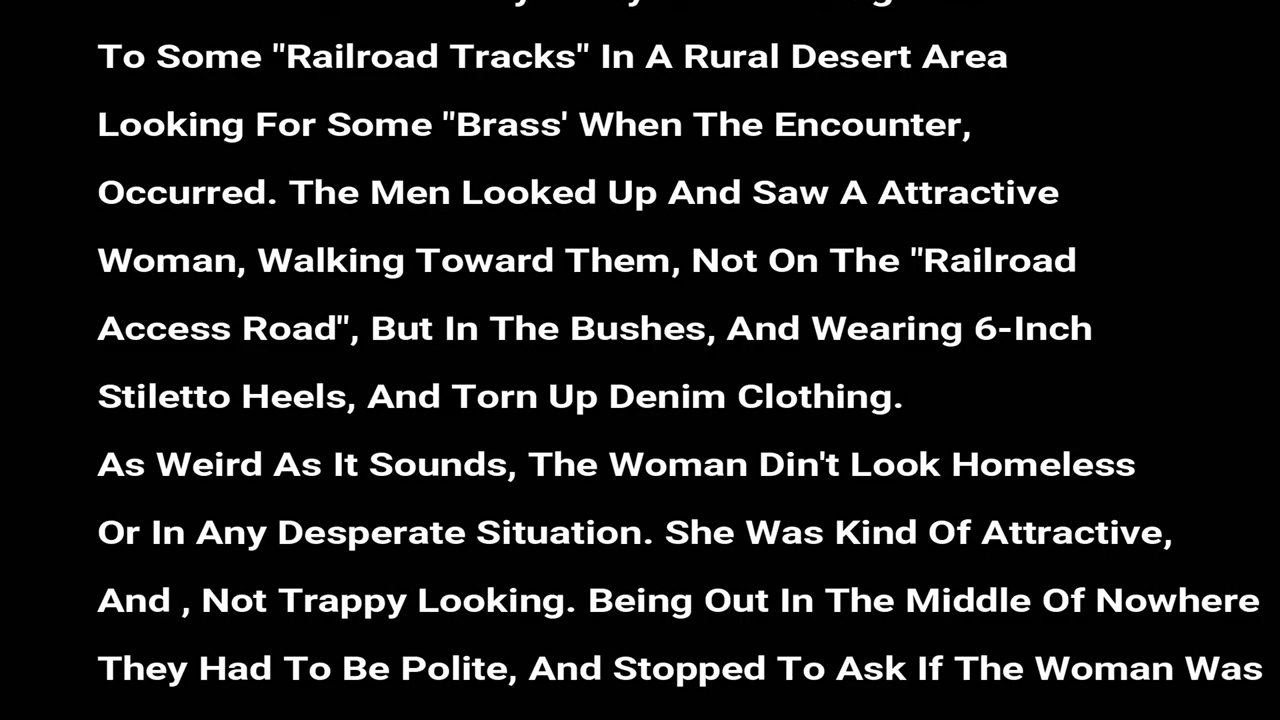 To Some "Railroad Tracks" In A Rural Desert Area
Looking For Some "Brass' When The Encounter,
Occurred. The Men Looked Up And Saw A Attractive
Woman, Walking Toward Them, Not On The "Railroad
Access Road", But In The Bushes, And Wearing 6-Inch
Stiletto Heels, And Torn Up Denim Clothing.
As Weird As It Sounds, The Woman Din't Look Homeless
Or In Any Desperate Situation. She Was Kind Of Attractive,
And , Not Trappy Looking. Being Out In The Middle Of Nowhere
They Had To Be Polite, And Stopped To Ask If The Woman Was